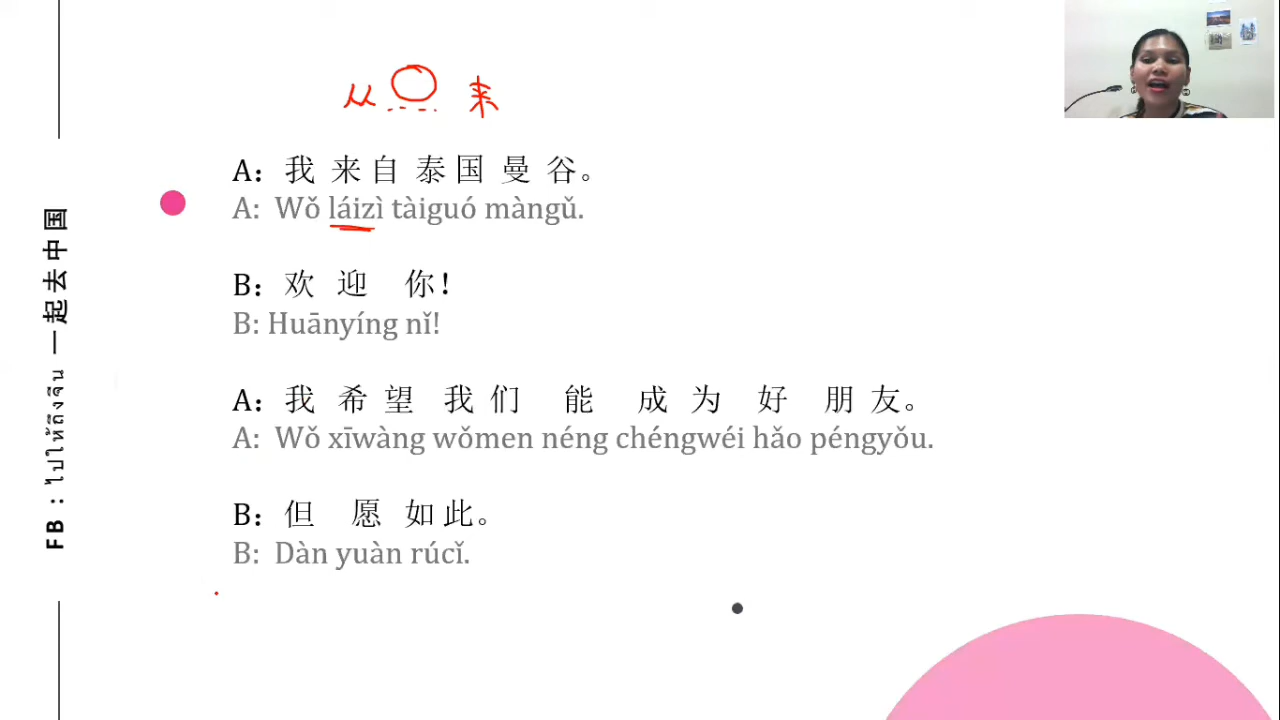 从 来
A：我 来自 泰国 曼 谷。
A: Wǒ láizì tàiguó màngǔ.
B：欢 迎 你！
B: Huānyíng nǐ!
A：我 希 望 我 们 能 成 为 好 朋 友。
A: Wǒ xīwàng wǒmen néng chéngwéi hǎo péngyǒu.
B：但 愿 如此。
B: Dàn yuàn rúcǐ.
FB : ไปให้ถึงจีน 一起去中国